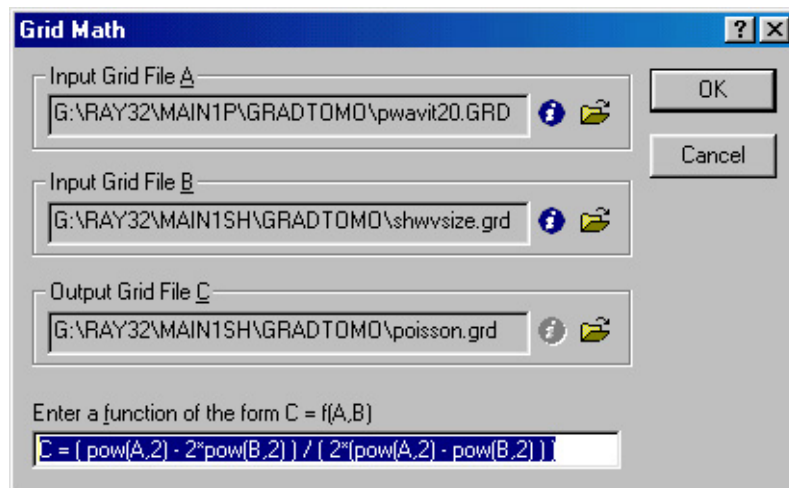 Grid Math
Input Grid File A
G:\RAY32\MAIN1P\GRADTOMO\pwavit20.GRD
OK
Cancel
Input Grid File B
G:\RAY32\MAIN1SH\GRADTOMO\shwvsize.grd
Output Grid File C
G:\RAY32\MAIN1SH\GRADTOMO\poisson.grd
Enter a function of the form C = f(A,B)
C = ( pow(A,2) - 2*pow(B,2) ) / ( 2*(pow(A,2) - pow(B,2) ) )